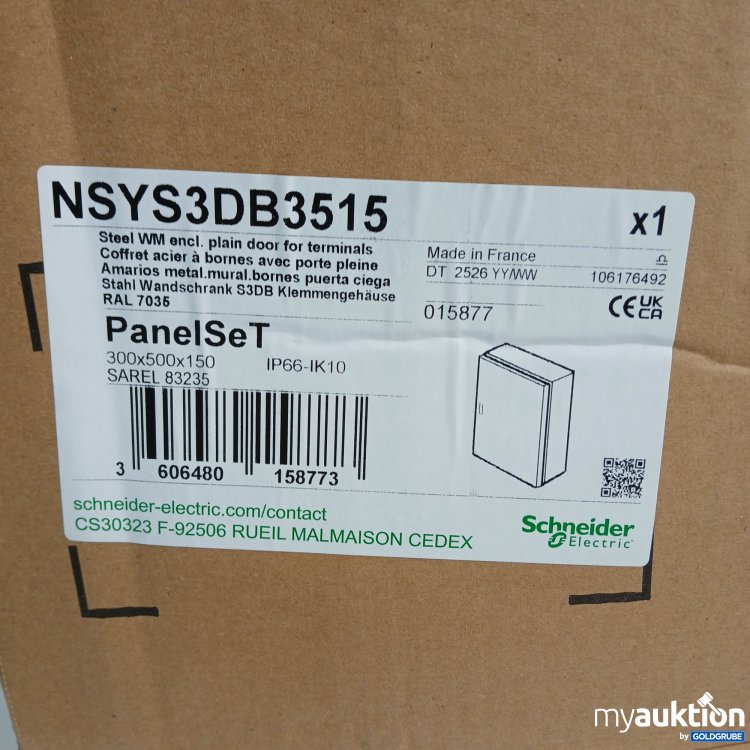 NSYS3DB3515
x1
Steel WM encl. plain door for terminals
Coffret acier à bornes avec porte pleine
Amarios metal.mural.bornes puerta ciega
Stahl Wandschrank S3DB Klemmengehäuse
RAL 7035
Made in France
DT 2526 YY/WW
106176492
015877
CE UK CA
PanelSeT
300x500x150 IP66-IK10
SAREL 83235
3 606480 158773
schneider-electric.com/contact
CS30323 F-92506 RUEIL MALMAISON CEDEX
Schneider
Electric
myauktion
by GOLDGRUBE